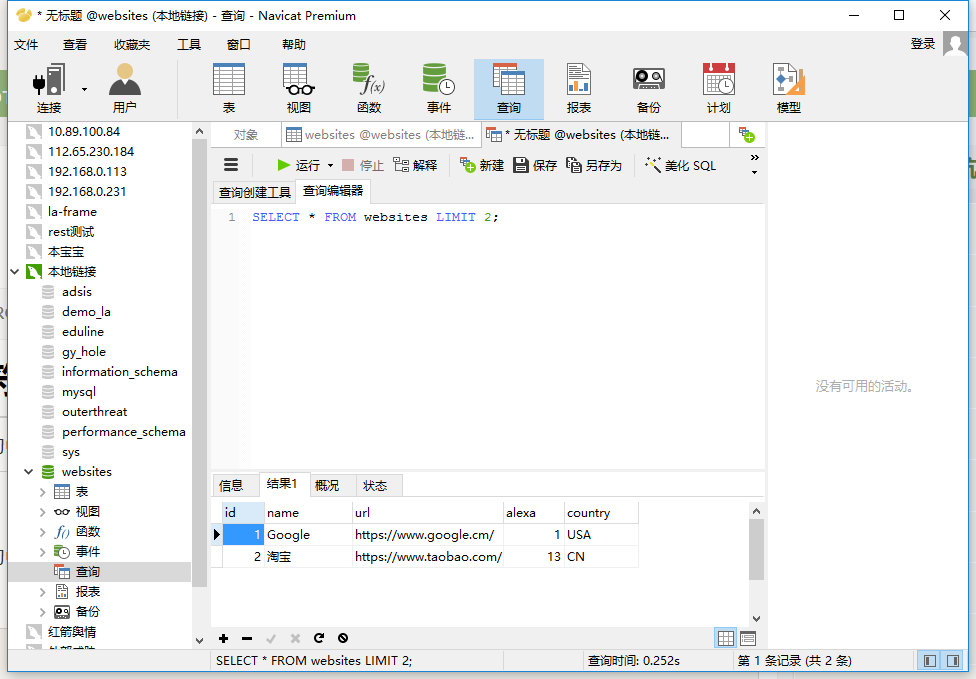 * 无标题 @websites (本地链接) - 查询 - Navicat Premium
文件 查看 收藏夹 工具 窗口 帮助 登录
连接 用户 表 视图 函数 事件 查询 报表 备份 计划 模型
10.89.100.84
112.65.230.184
192.168.0.113
192.168.0.231
la-frame
rest测试
本宝宝
本地链接
adsis
demo_la
eduline
gy_hole
information_schema
mysql
outerthreat
performance_schema
sys
websites
表
视图
函数
事件
查询
报表
备份
红箭舆情
对象 websites @websites (本地链... * 无标题 @websites (本地链...
运行 停止 解释 新建 保存 另存为 美化 SQL
查询创建工具 查询编辑器
1 SELECT * FROM websites LIMIT 2;
没有可用的活动。
信息 结果1 概况 状态
id name url alexa country
1 Google https://www.google.cm/ 1 USA
2 淘宝 https://www.taobao.com/ 13 CN
SELECT * FROM websites LIMIT 2; 查询时间: 0.252s 第 1 条记录 (共 2 条)